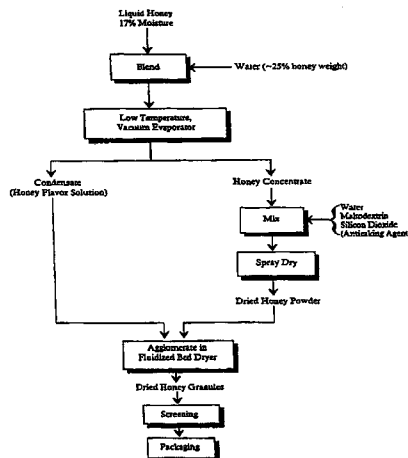 Liquid Honey
17% Moisture
Blend
Water (~25% honey weight)
Low Temperature,
Vacuum Evaporator
Condensate
(Honey Flavor Solution)
Honey Concentrate
Mix
Water
Maltodextrin
Silicon Dioxide
(Anticaking Agent
Spray Dry
Dried Honey Powder
Agglomerate in
Fluidized Bed Dryer
Dried Honey Granules
Screening
Packaging